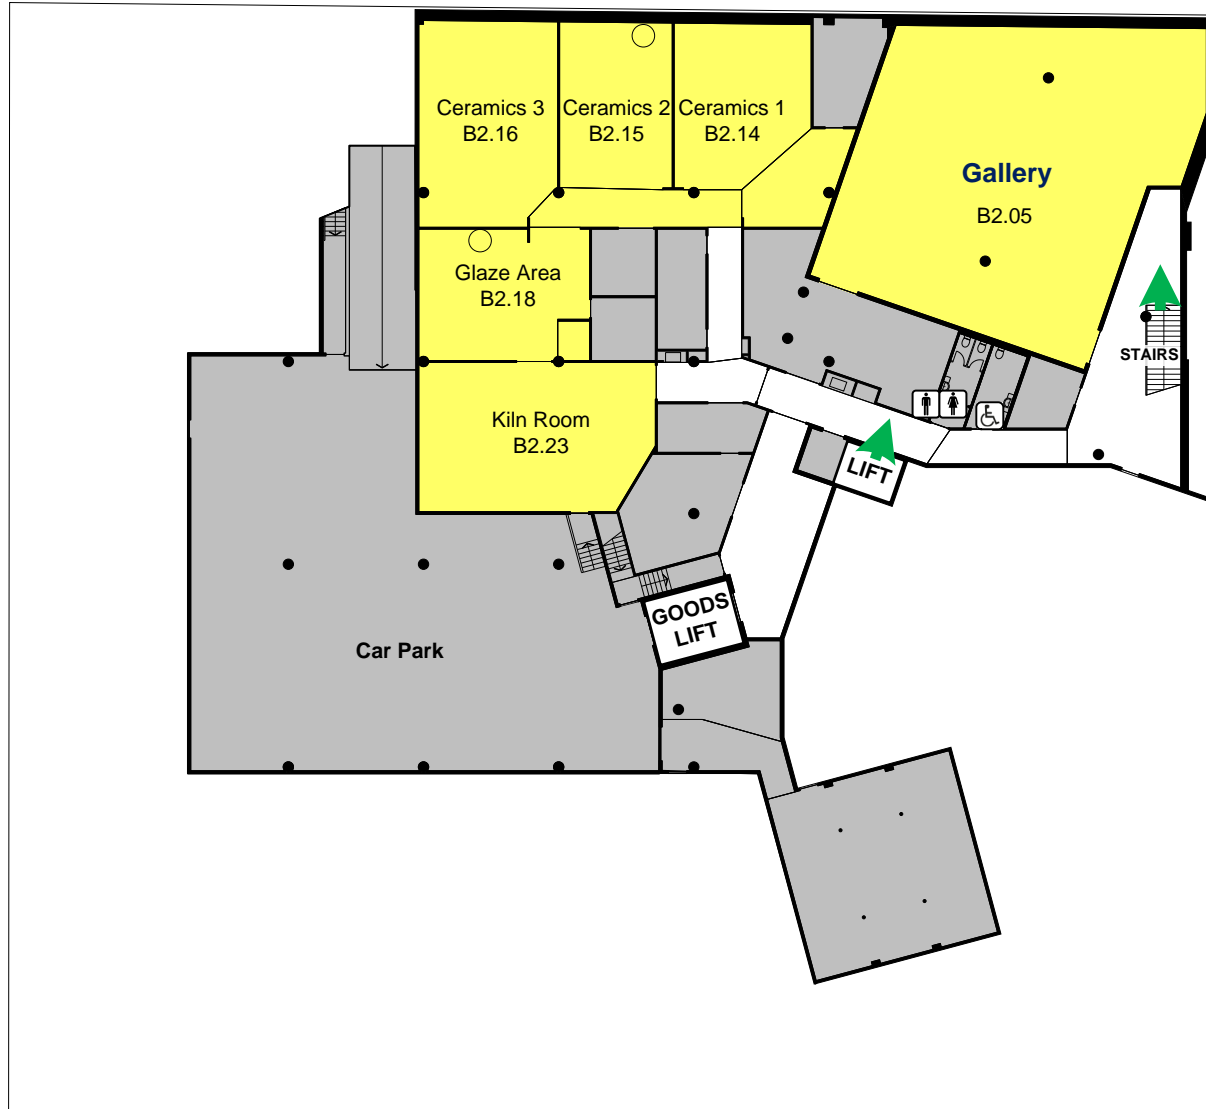 Ceramics 3
B2.16
Ceramics 2
B2.15
Ceramics 1
B2.14
Gallery
B2.05
Glaze Area
B2.18
STAIRS
Kiln Room
B2.23
LIFT
GOODS
LIFT
Car Park